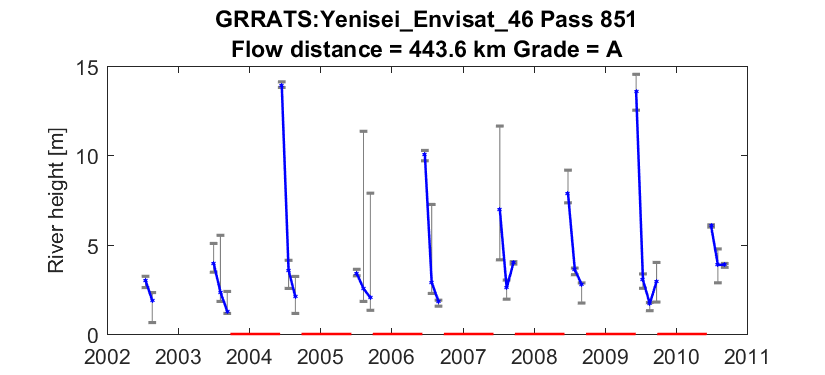 GRRATS:Yenisei_Envisat_46 Pass 851
Flow distance = 443.6 km Grade = A
River height [m]
15
10
5
0
2002 2003 2004 2005 2006 2007 2008 2009 2010 2011